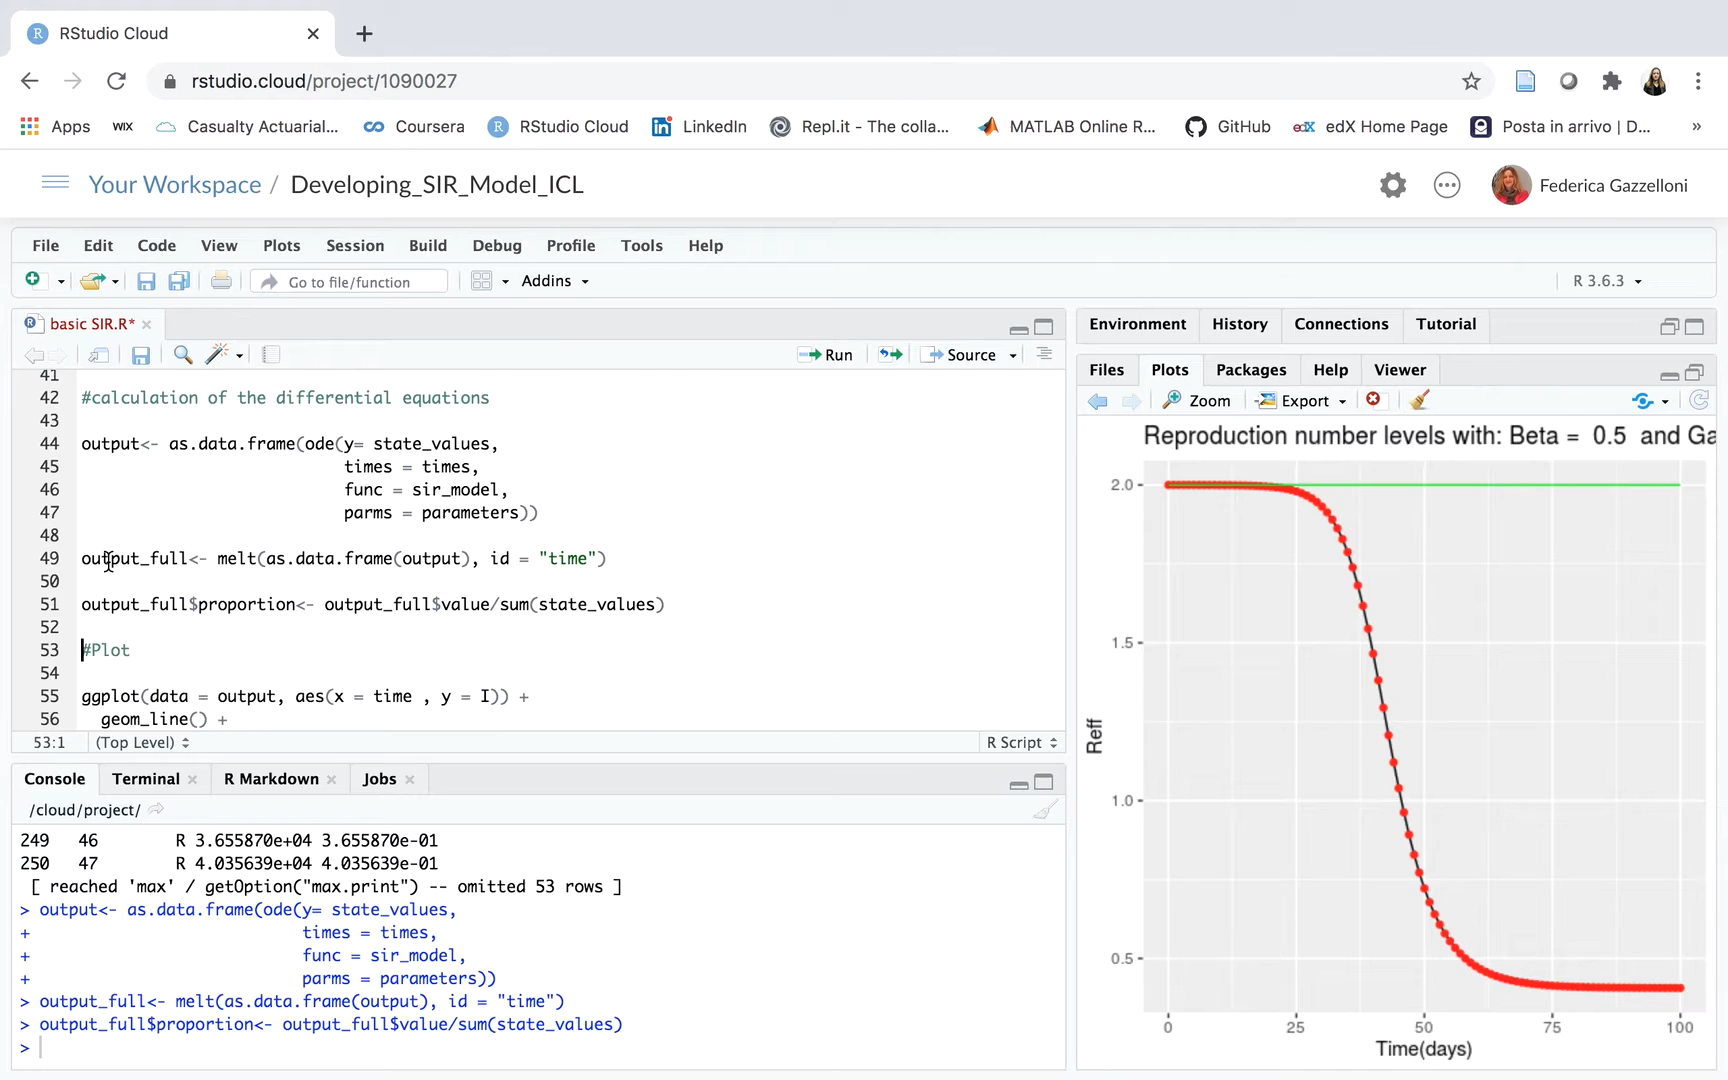 RStudio Cloud
rstudio.cloud/project/1090027
Apps WIX Casualty Actuarial... Coursera RStudio Cloud LinkedIn Repl.it - The colla... MATLAB Online R... GitHub edX edX Home Page Posta in arrivo | D... »
Your Workspace / Developing_SIR_Model_ICL Federica Gazzelloni
File Edit Code View Plots Session Build Debug Profile Tools Help
Go to file/function Addins R 3.6.3
basic SIR.R*
Run Source
41
42 #calculation of the differential equations
43
44 output<- as.data.frame(ode(y= state_values,
45 times = times,
46 func = sir_model,
47 parms = parameters))
48
49 output_full<- melt(as.data.frame(output), id = "time")
50
51 output_full$proportion<- output_full$value/sum(state_values)
52
53 #Plot
54
55 ggplot(data = output, aes(x = time , y = I)) +
56 geom_line() +
53:1 (Top Level) R Script
Console Terminal R Markdown Jobs
/cloud/project/
249 46 R 3.655870e+04 3.655870e-01
250 47 R 4.035639e+04 4.035639e-01
[ reached 'max' / getOption("max.print") -- omitted 53 rows ]
> output<- as.data.frame(ode(y= state_values,
+ times = times,
+ func = sir_model,
+ parms = parameters))
> output_full<- melt(as.data.frame(output), id = "time")
> output_full$proportion<- output_full$value/sum(state_values)
>
Environment History Connections Tutorial
Files Plots Packages Help Viewer
Zoom Export
Reproduction number levels with: Beta = 0.5 and Ga
2.0
1.5
1.0
0.5
Reff
0 25 50 75 100
Time(days)